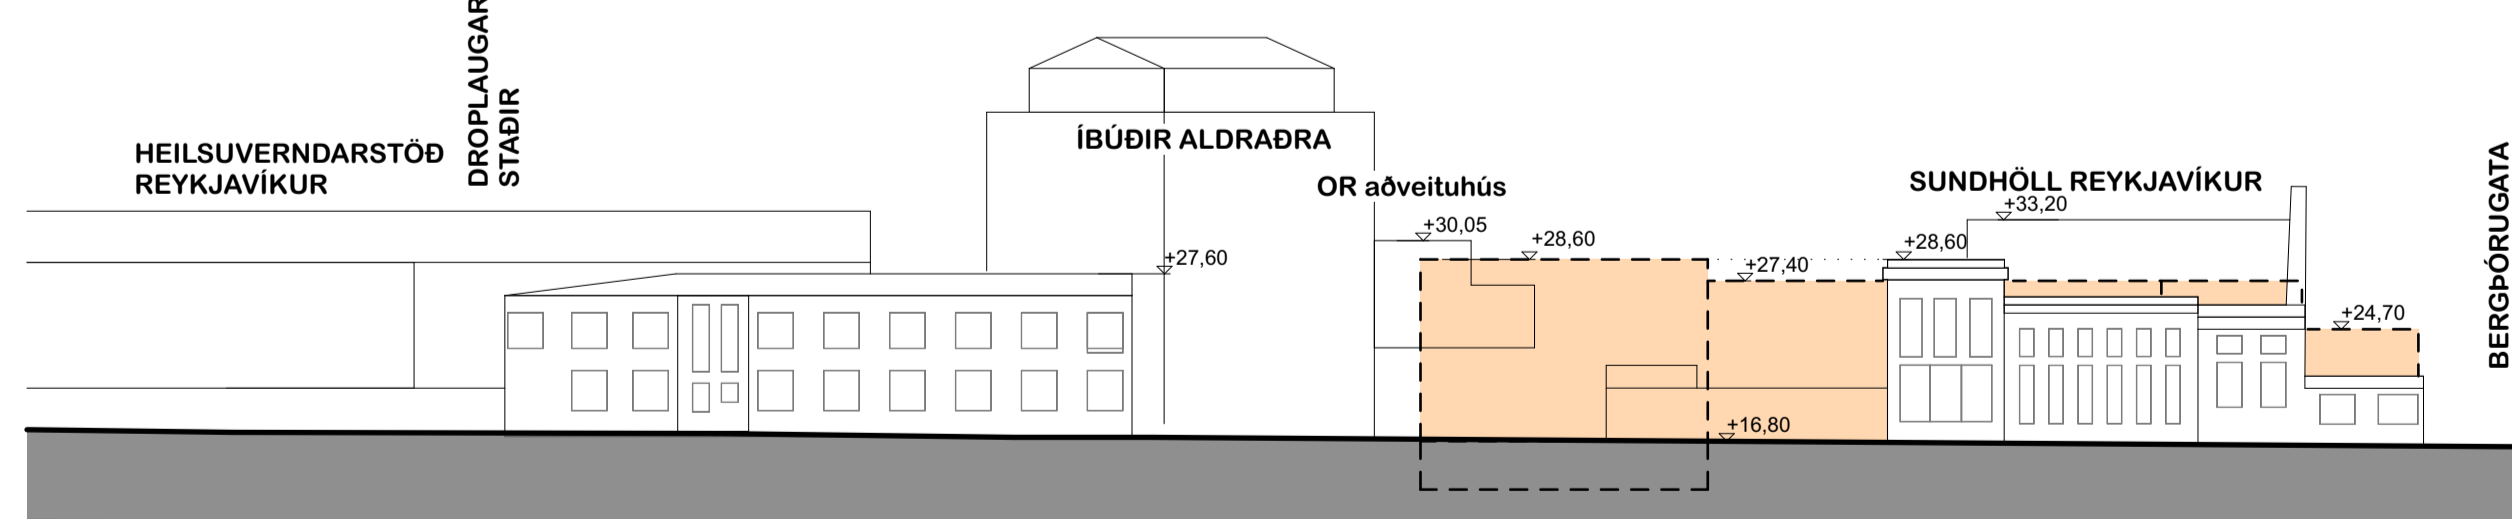 HEILSUVERNDARSTÖÐ
REYKJAVÍKUR
DROPLAUGAR
STAÐIR
ÍBÚÐIR ALDRAÐRA
OR aðveituhús
SUNDHÖLL REYKJAVÍKUR
BERGÞÓRUGATA
+27,60
+30,05
+28,60
+27,40
+28,60
+33,20
+24,70
+16,80